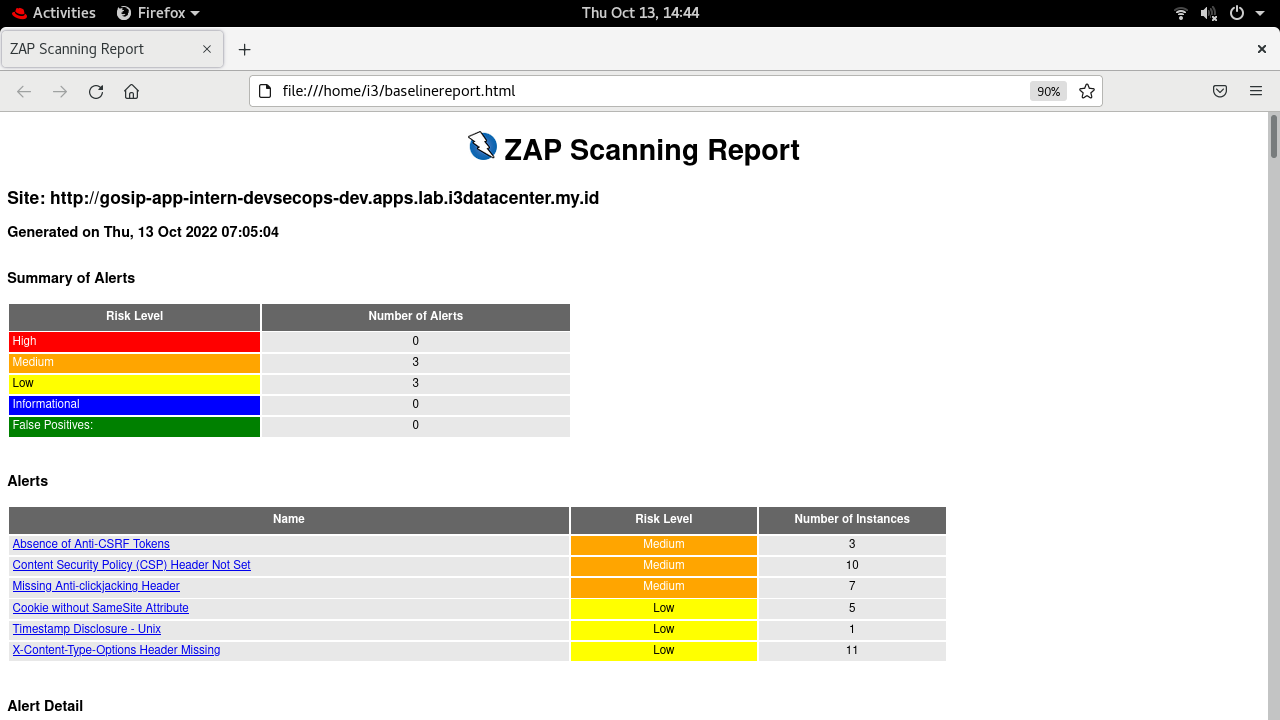 Activities Firefox Thu Oct 13, 14:44
ZAP Scanning Report
file:///home/i3/baselinereport.html 90%
ZAP Scanning Report
Site: http://gosip-app-intern-devsecops-dev.apps.lab.i3datacenter.my.id
Generated on Thu, 13 Oct 2022 07:05:04
Summary of Alerts
Risk Level Number of Alerts
High 0
Medium 3
Low 3
Informational 0
False Positives: 0
Alerts
Name Risk Level Number of Instances
Absence of Anti-CSRF Tokens Medium 3
Content Security Policy (CSP) Header Not Set Medium 10
Missing Anti-clickjacking Header Medium 7
Cookie without SameSite Attribute Low 5
Timestamp Disclosure - Unix Low 1
X-Content-Type-Options Header Missing Low 11
Alert Detail